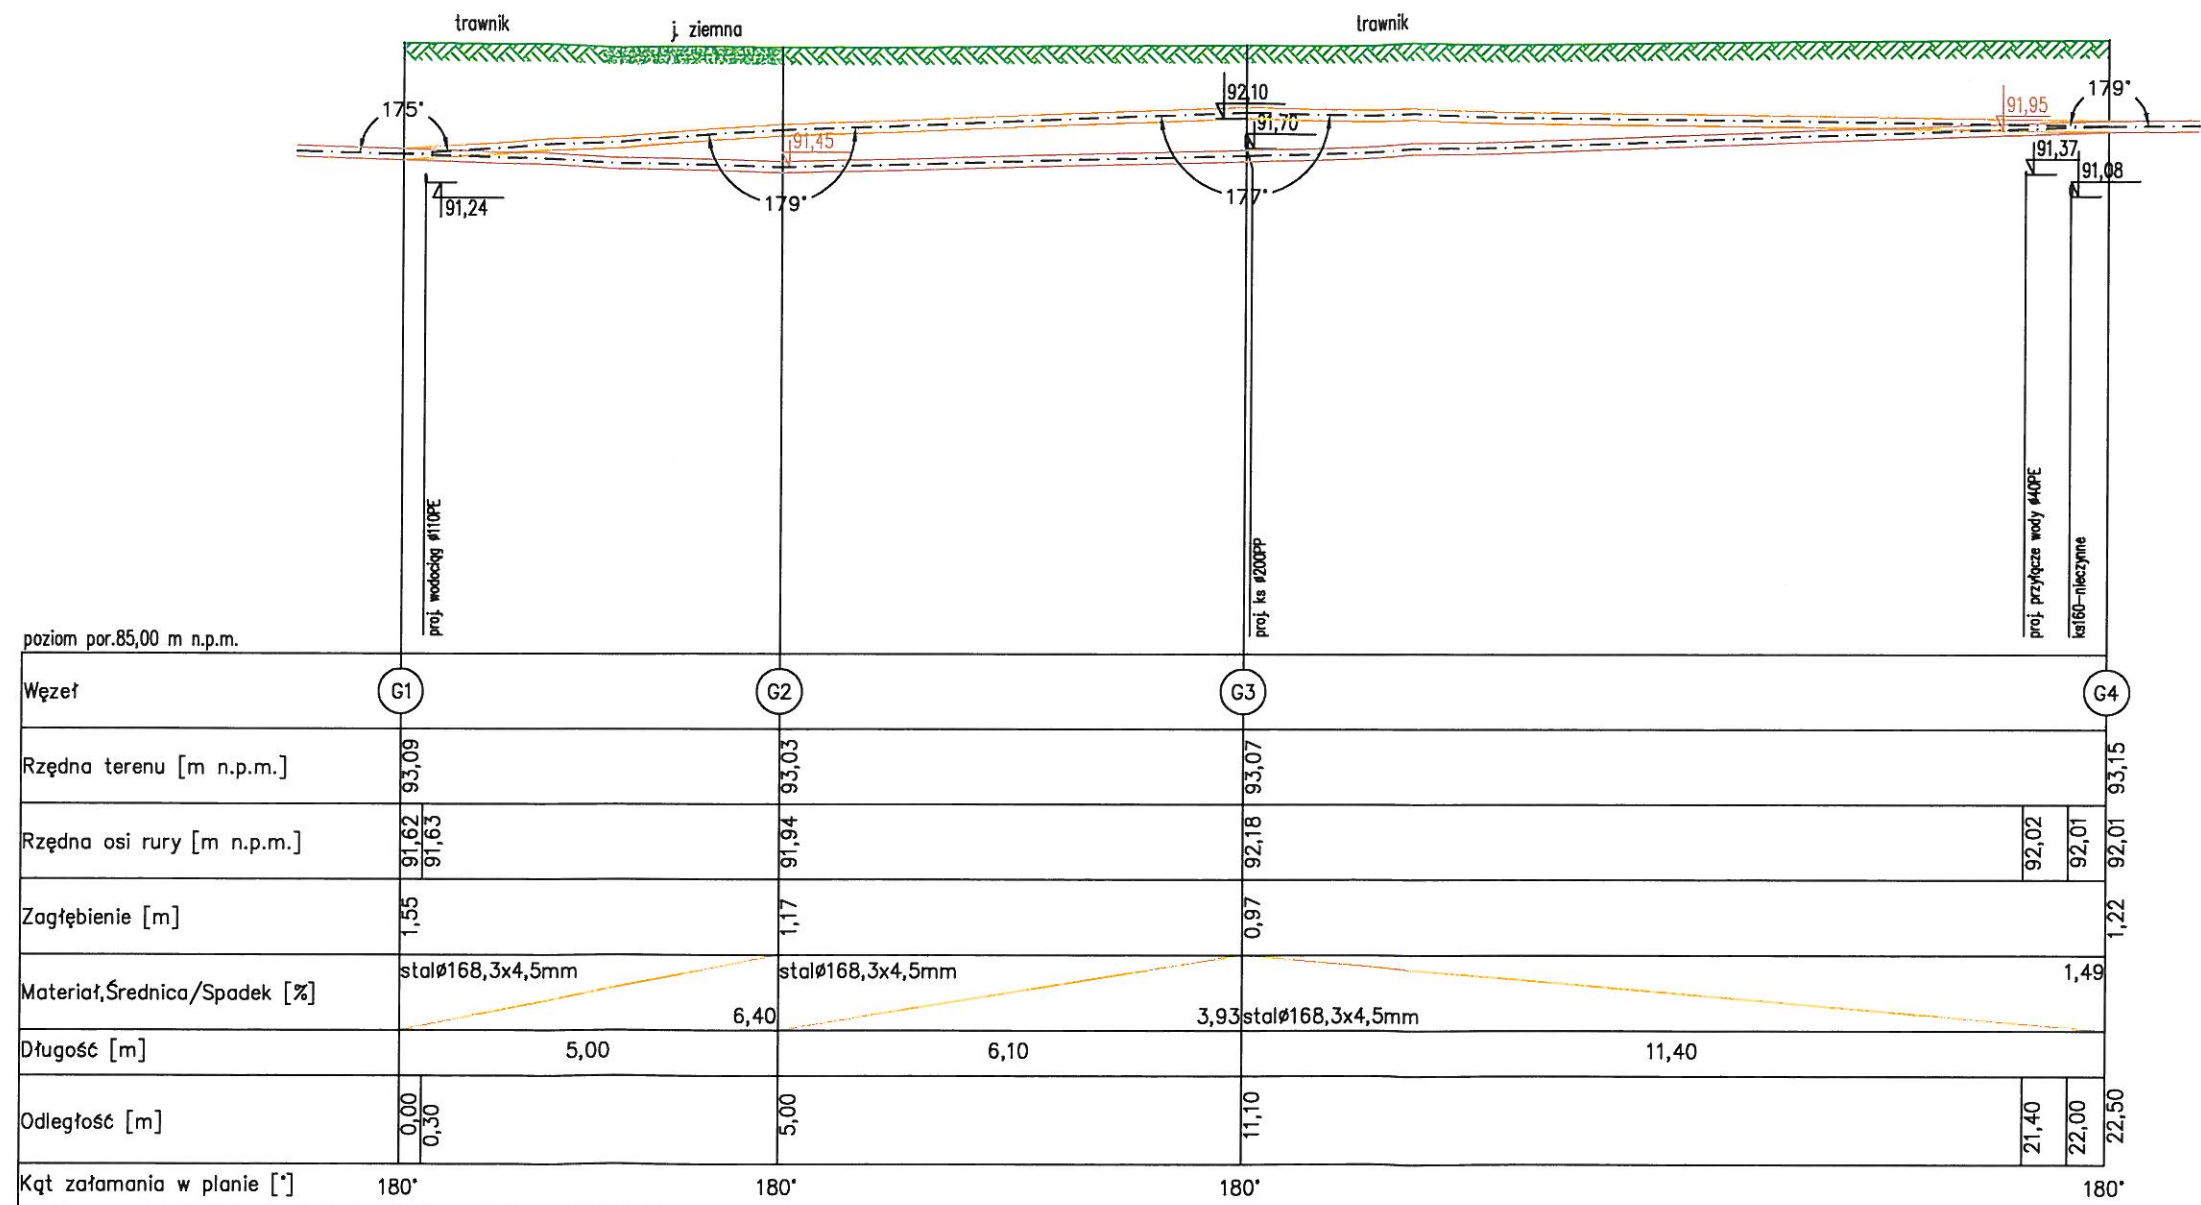 trawnik
j. ziemna
trawnik
175°
91,24
91,45
179°
92,10
91,70
177°
91,95
179°
91,37
91,08
proj. wodociąg ø110PE
proj. ks ø200PP
proj. przyłącze wody ø40PE
ks160-nieczynne
poziom por.85,00 m n.p.m.
Węzeł G1 G2 G3 G4
Rzędna terenu [m n.p.m.] 93,09 93,03 93,07 93,15
Rzędna osi rury [m n.p.m.] 91,62 91,63 91,94 92,18 92,02 92,01 92,01
Zagłębienie [m] 1,55 1,17 0,97 1,22
stalø168,3x4,5mm stalø168,3x4,5mm 1,49
Materiał,Średnica/Spadek [%]
6,40 3,93 stalø168,3x4,5mm
Długość [m] 5,00 6,10 11,40
Odległość [m] 0,00 0,30 5,00 11,10 21,40 22,00 22,50
Kąt załamania w planie [°] 180° 180° 180° 180°